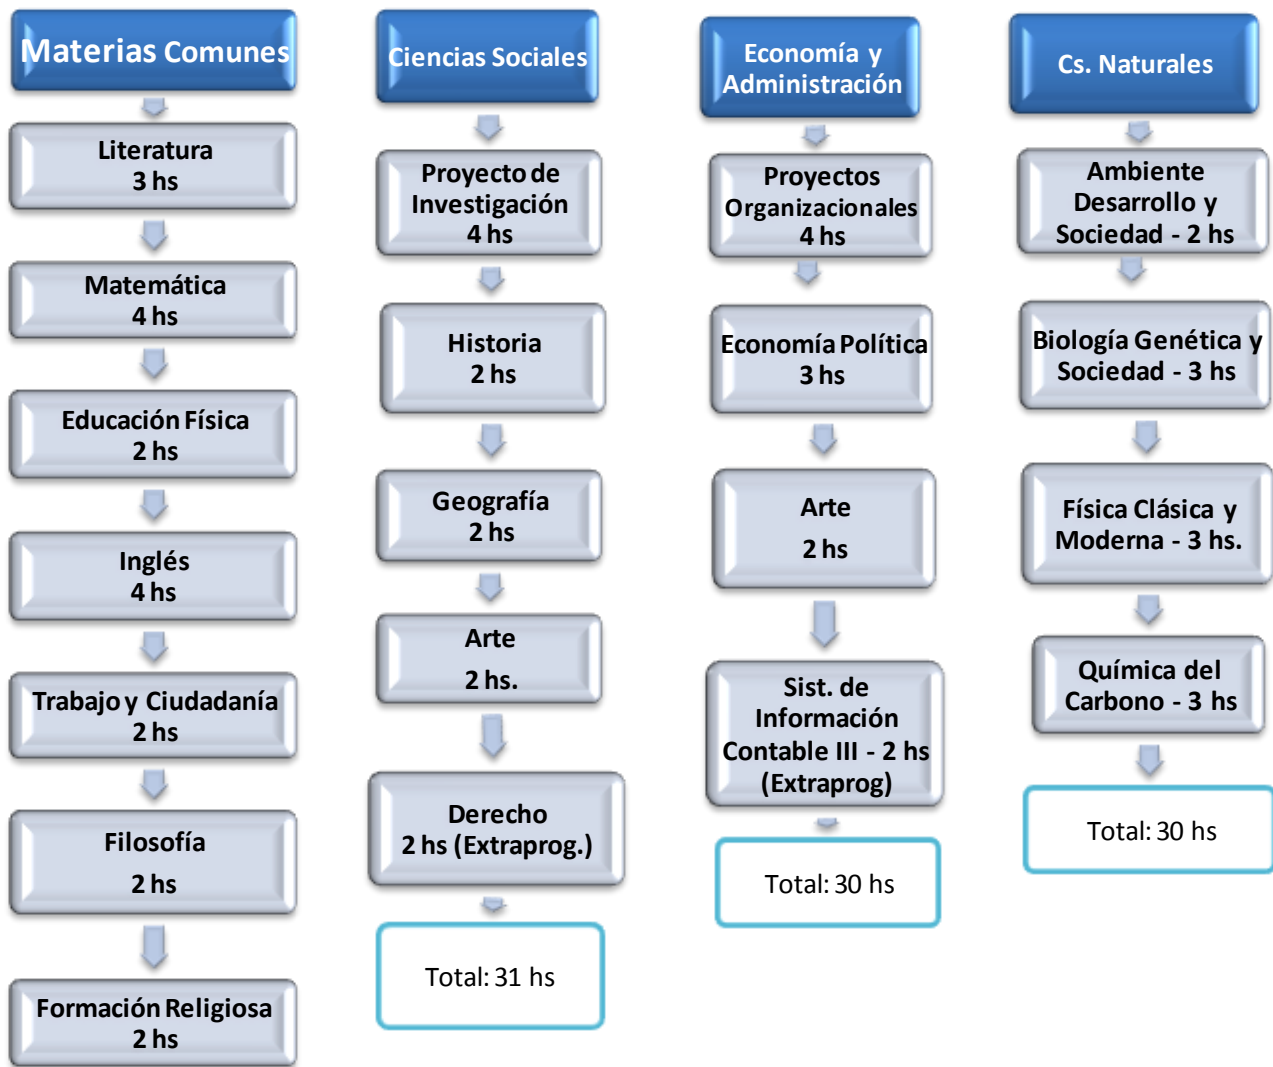 Materias Comunes
Literatura
3 hs
Matemática
4 hs
Educación Física
2 hs
Inglés
4 hs
Trabajo y Ciudadanía
2 hs
Filosofía
2 hs
Formación Religiosa
2 hs
Ciencias Sociales
Proyecto de
Investigación
4 hs
Historia
2 hs
Geografía
2 hs
Arte
2 hs.
Derecho
2 hs (Extraprog.)
Total: 31 hs
Economía y
Administración
Proyectos
Organizacionales
4 hs
Economía Política
3 hs
Arte
2 hs
Sist. de
Información
Contable III - 2 hs
(Extraprog)
Total: 30 hs
Cs. Naturales
Ambiente
Desarrollo y
Sociedad - 2 hs
Biología Genética y
Sociedad - 3 hs
Física Clásica y
Moderna - 3 hs.
Química del
Carbono - 3 hs
Total: 30 hs